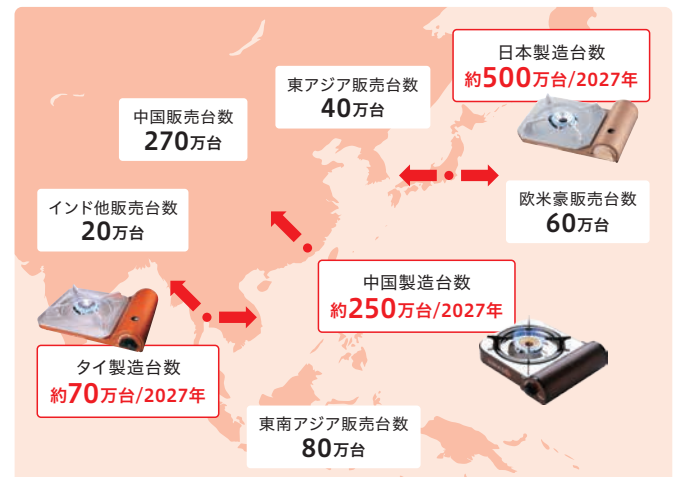 日本製造台数
約500万台/2027年
東アジア販売台数
40万台
中国販売台数
270万台
インド他販売台数
20万台
欧米豪販売台数
60万台
中国製造台数
約250万台/2027年
タイ製造台数
約70万台/2027年
東南アジア販売台数
80万台